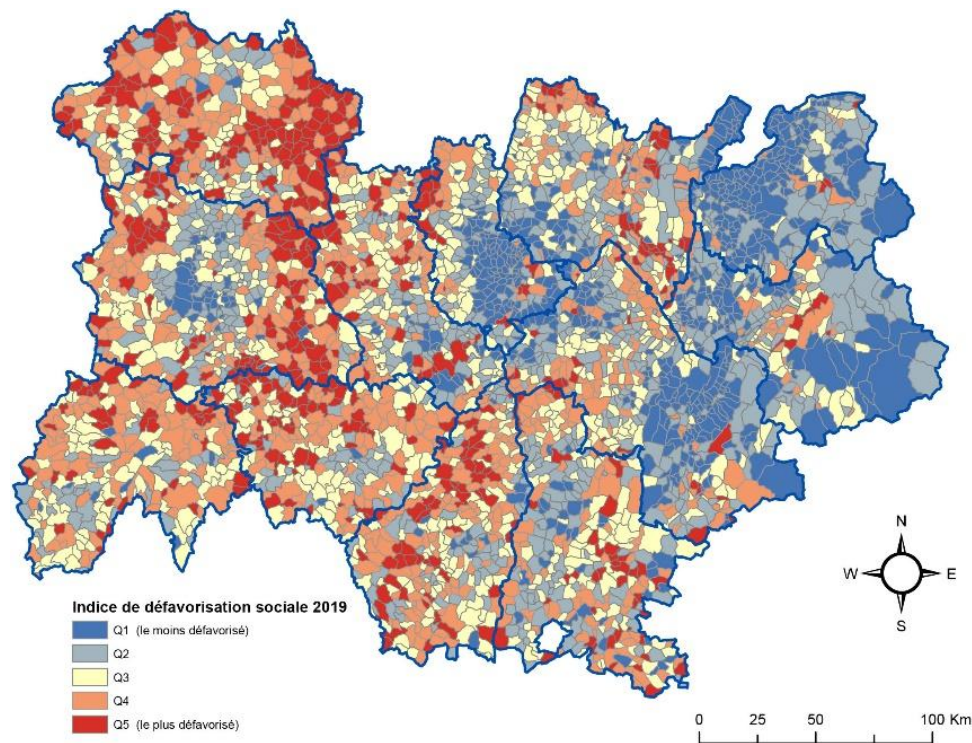 N
W
E
S
Indice de défavorisation sociale 2019
Q1 (le moins défavorisé)
Q2
Q3
Q4
Q5 (le plus défavorisé)
0 25 50 100 Km